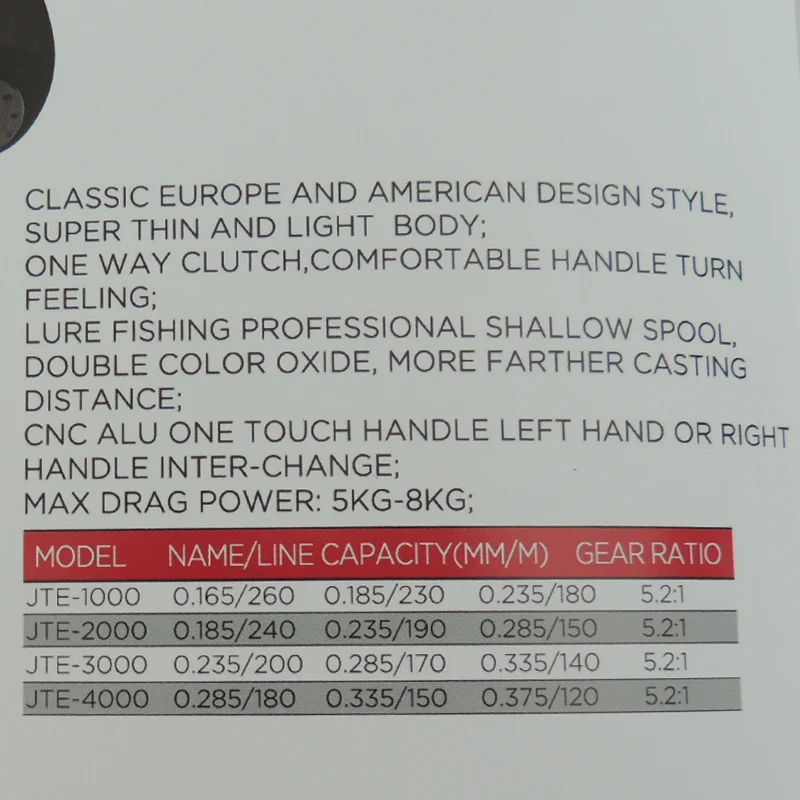 CLASSIC EUROPE AND AMERICAN DESIGN STYLE,
SUPER THIN AND LIGHT BODY;
ONE WAY CLUTCH,COMFORTABLE HANDLE TURN
FEELING;
LURE FISHING PROFESSIONAL SHALLOW SPOOL,
DOUBLE COLOR OXIDE, MORE FARTHER CASTING
DISTANCE;
CNC ALU ONE TOUCH HANDLE LEFT HAND OR RIGHT
HANDLE INTER-CHANGE;
MAX DRAG POWER: 5KG-8KG;
MODEL NAME/LINE CAPACITY(MM/M) GEAR RATIO
JTE-1000 0.165/260 0.185/230 0.235/180 5.2:1
JTE-2000 0.185/240 0.235/190 0.285/150 5.2:1
JTE-3000 0.235/200 0.285/170 0.335/140 5.2:1
JTE-4000 0.285/180 0.335/150 0.375/120 5.2:1